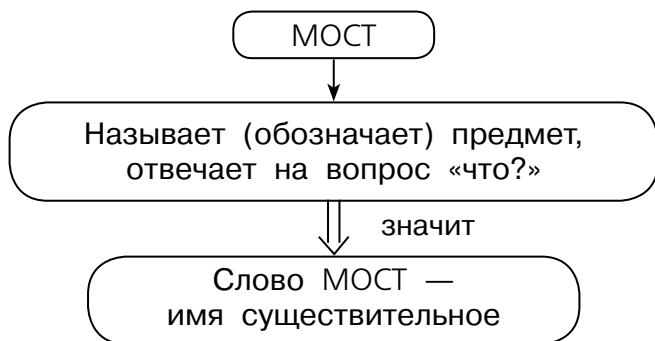 МОСТ
Называет (обозначает) предмет,
отвечает на вопрос «что?»
значит
Слово МОСТ —
имя существительное